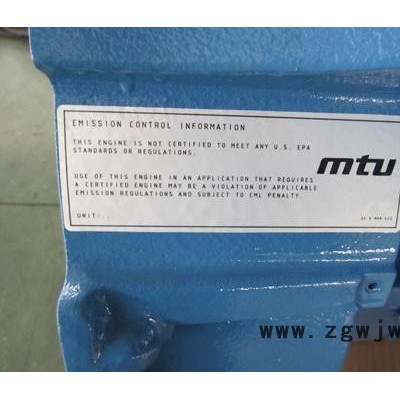 EMISSION CONTROL INFORMATION
THIS ENGINE IS NOT CERTIFIED TO MEET ANY U.S. EPA
STANDARDS OR REGULATIONS.
mtu
USE OF THIS ENGINE IN AN APPLICATION THAT REQUIRES
A CERTIFIED ENGINE MAY BE A VIOLATION OF APPLICABLE
EMISSION REGULATIONS AND SUBJECT TO CML PENALTY.
UNIT:....
www.zgwjw